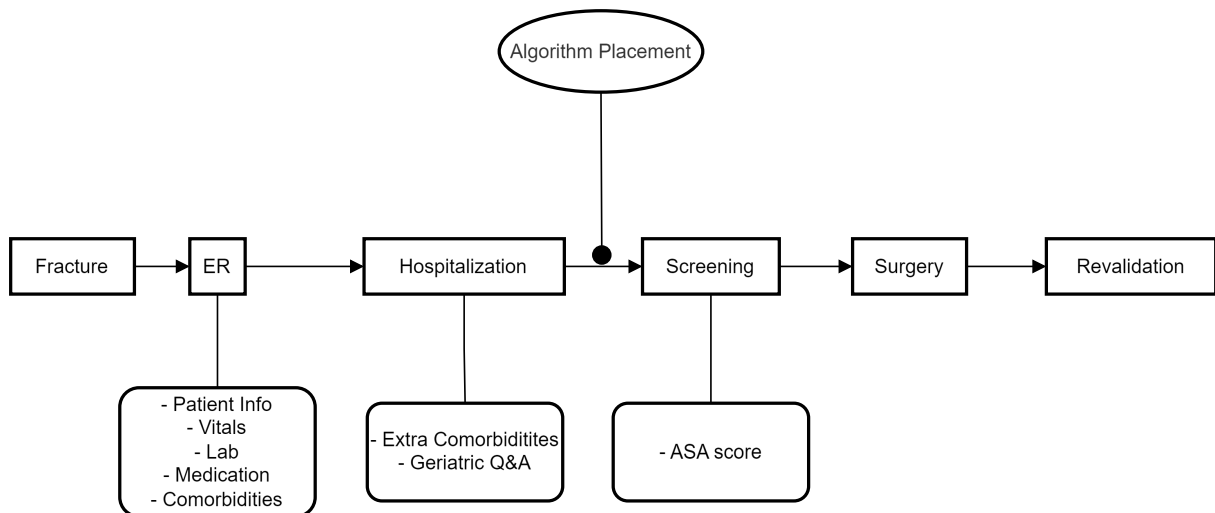 Algorithm Placement
Fracture
ER
Hospitalization
Screening
Surgery
Revalidation
- Patient Info
- Vitals
- Lab
- Medication
- Comorbidities
- Extra Comorbiditites
- Geriatric Q&A
- ASA score